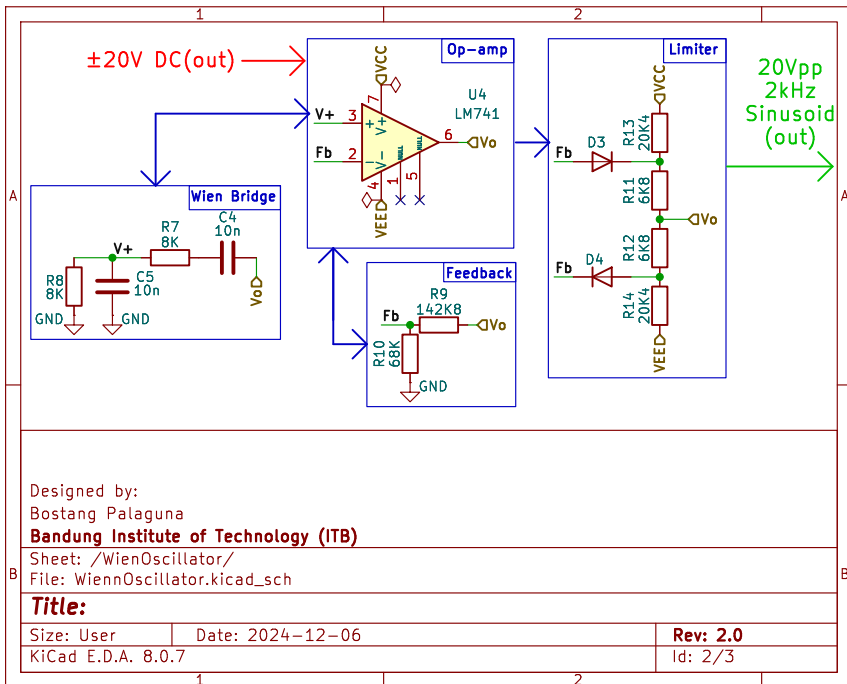 1
2
A
A
B
B
±20V DC(out)
Op-amp
VCC
7
U4
LM741
V+
3
+
V+
Fb
2
-
V-
NULL
NULL
6
Vo
4
1
5
VEE
Limiter
VCC
R13
20K4
Fb
D3
R11
6K8
Vo
R12
6K8
Fb
D4
R14
20K4
VEE
20Vpp
2kHz
Sinusoid
(out)
Wien Bridge
C4
10n
R7
8K
V+
R8
8K
C5
10n
Vo
GND
GND
Feedback
R9
142K8
Fb
Vo
R10
68K
GND
Designed by:
Bostang Palaguna
Bandung Institute of Technology (ITB)
Sheet: /WienOscillator/
File: WiennOscillator.kicad_sch
Title:
Size: User
Date: 2024-12-06
Rev: 2.0
KiCad E.D.A. 8.0.7
Id: 2/3
1
2